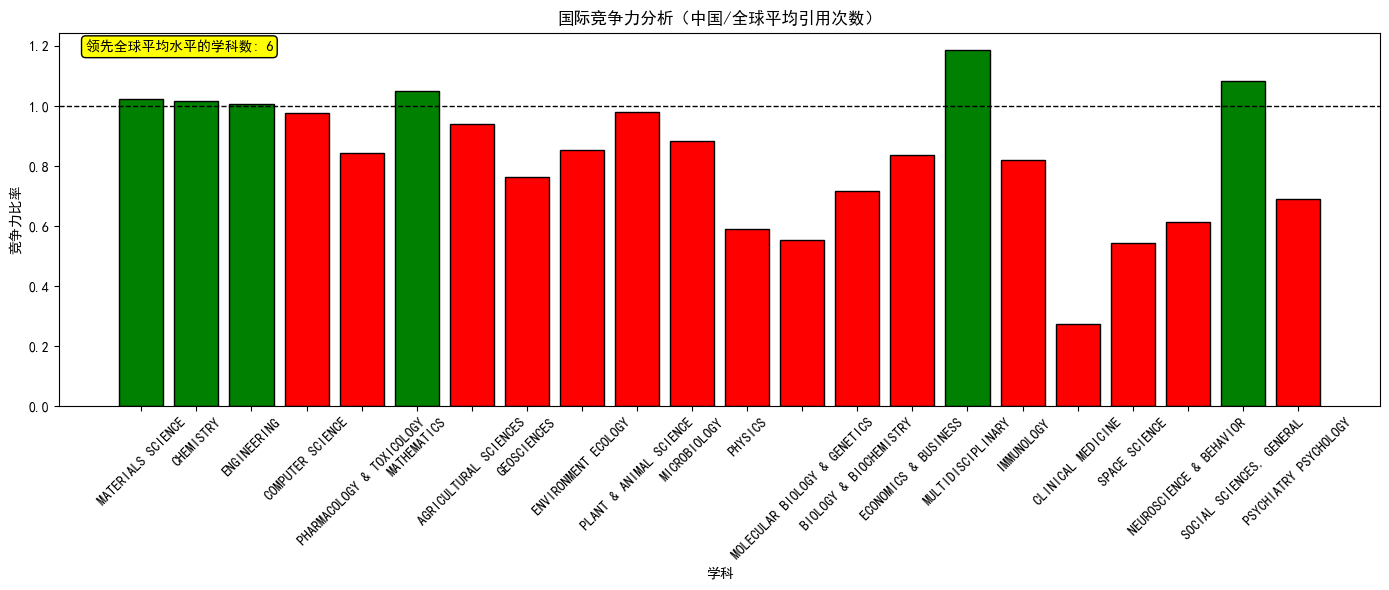 国际竞争力分析（中国/全球平均引用次数）
领先全球平均水平的学科数: 6
竞争力比率
1.2
1.0
0.8
0.6
0.4
0.2
0.0
MATERIALS SCIENCE
CHEMISTRY
ENGINEERING
COMPUTER SCIENCE
PHARMACOLOGY & TOXICOLOGY
MATHEMATICS
AGRICULTURAL SCIENCES
GEOSCIENCES
ENVIRONMENT ECOLOGY
PLANT & ANIMAL SCIENCE
MICROBIOLOGY
PHYSICS
MOLECULAR BIOLOGY & GENETICS
BIOLOGY & BIOCHEMISTRY
ECONOMICS & BUSINESS
MULTIDISCIPLINARY
IMMUNOLOGY
CLINICAL MEDICINE
SPACE SCIENCE
NEUROSCIENCE & BEHAVIOR
SOCIAL SCIENCES, GENERAL
PSYCHIATRY PSYCHOLOGY
学科